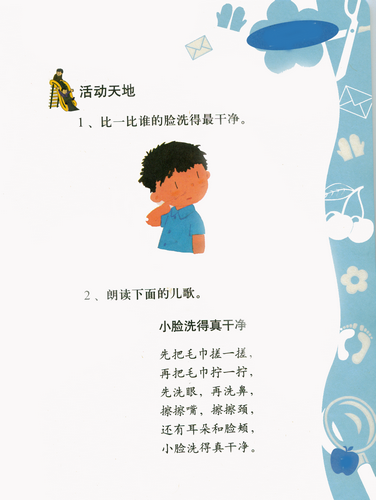 活动天地
1、比一比谁的脸洗得最干净。
2、朗读下面的儿歌。
小脸洗得真干净
先把毛巾搓一搓,
再把毛巾拧一拧,
先洗眼,再洗鼻,
擦擦嘴,擦擦颈,
还有耳朵和脸颊,
小脸洗得真干净。